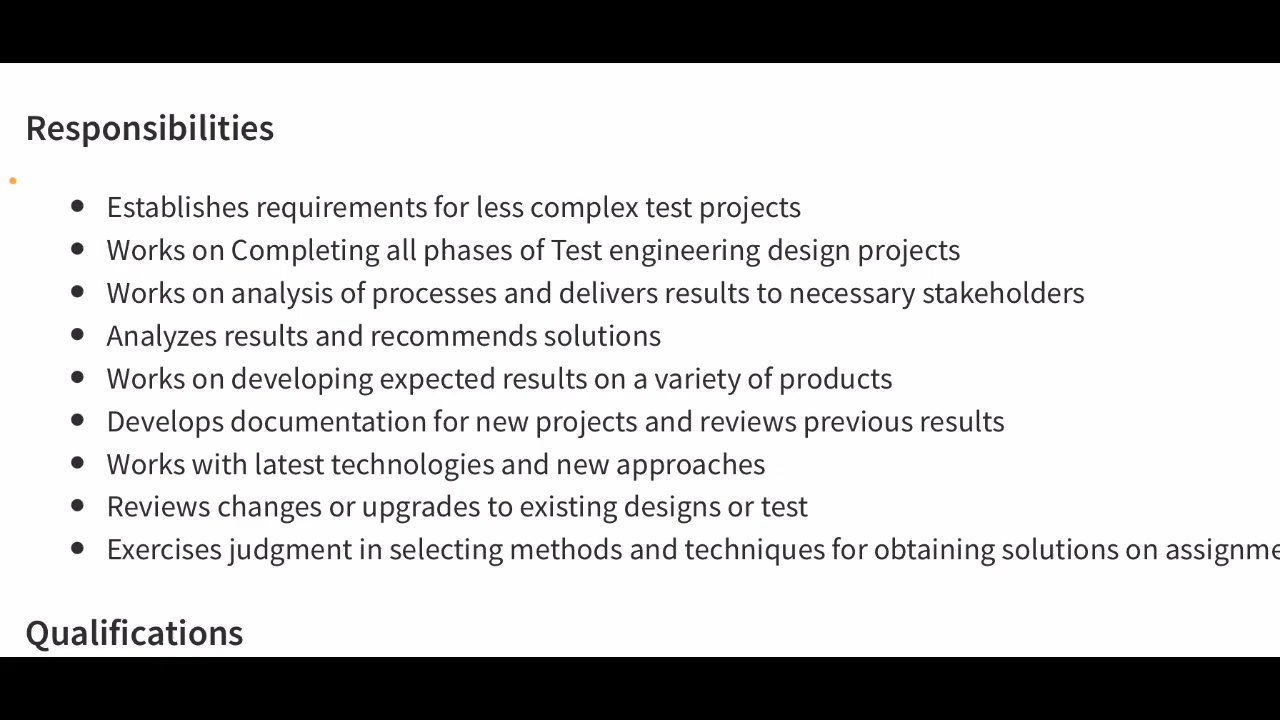 Responsibilities
Establishes requirements for less complex test projects
Works on Completing all phases of Test engineering design projects
Works on analysis of processes and delivers results to necessary stakeholders
Analyzes results and recommends solutions
Works on developing expected results on a variety of products
Develops documentation for new projects and reviews previous results
Works with latest technologies and new approaches
Reviews changes or upgrades to existing designs or test
Exercises judgment in selecting methods and techniques for obtaining solutions on
Qualifications